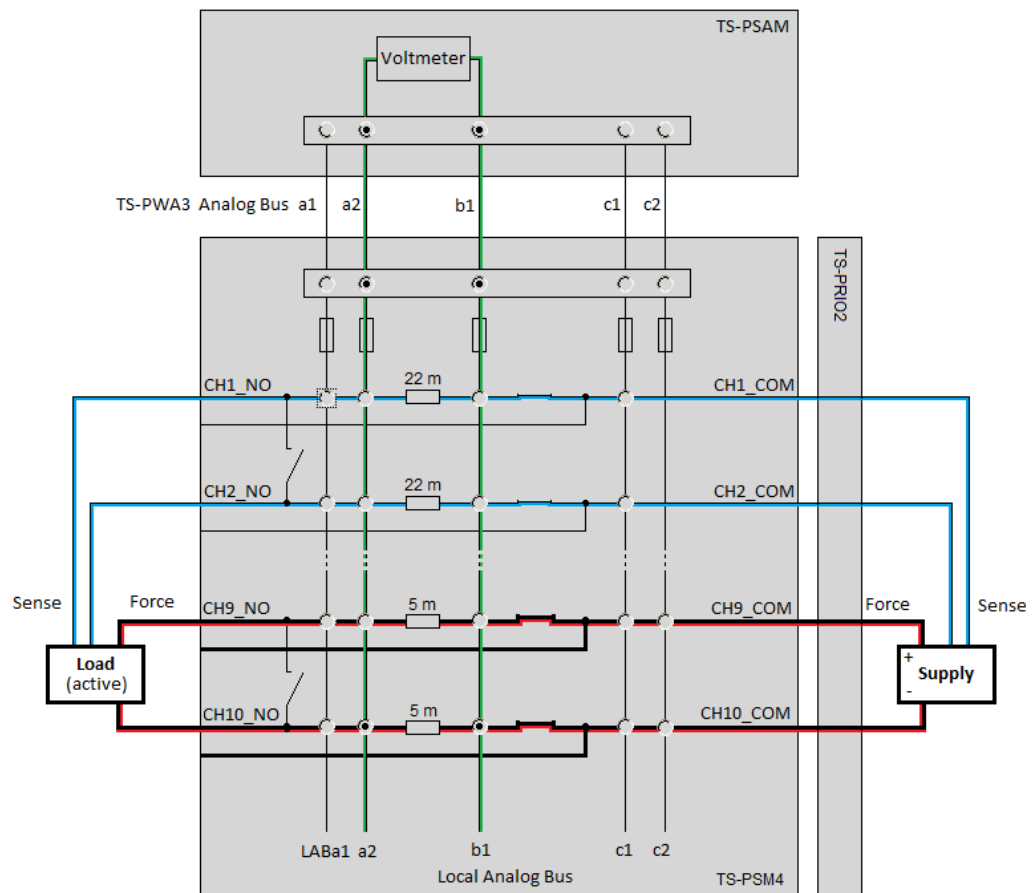 TS-PSAM
Voltmeter
TS-PWA3 Analog Bus a1 a2 b1 c1 c2
TS-PRIO2
CH1_NO 22 m CH1_COM
CH2_NO 22 m CH2_COM
Sense Force CH9_NO 5 m CH9_COM Force Sense
Load
(active)
+
-
Supply
CH10_NO 5 m CH10_COM
LABa1 a2 b1 c1 c2
Local Analog Bus
TS-PSM4